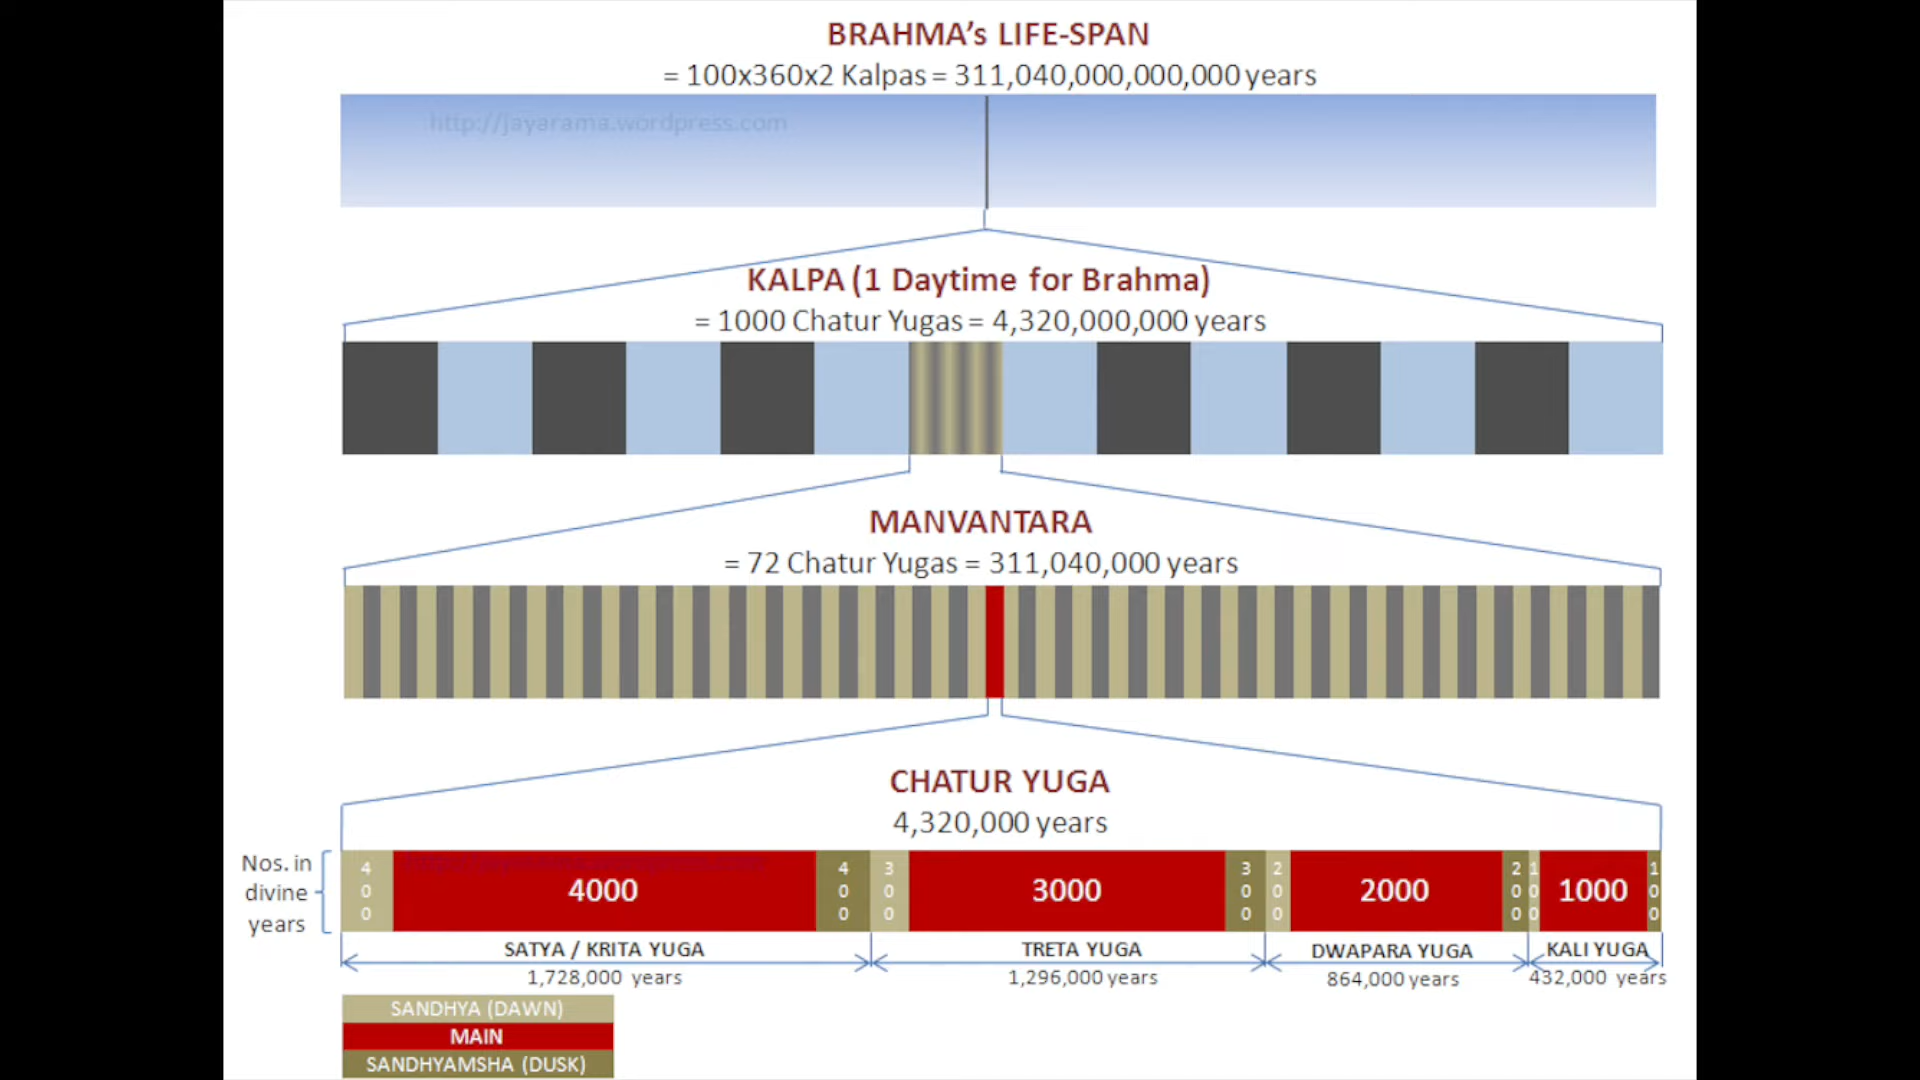 BRAHMA's LIFE-SPAN
= 100x360x2 Kalpas = 311,040,000,000,000 years
http://jayarama.wordpress.com
KALPA (1 Daytime for Brahma)
= 1000 Chatur Yugas = 4,320,000,000 years
MANVANTARA
= 72 Chatur Yugas = 311,040,000 years
CHATUR YUGA
4,320,000 years
Nos. in
divine
years
400 4000 400 300 3000 300 200 2000 200 100 1000 100
SATYA / KRITA YUGA TRETA YUGA DWAPARA YUGA KALI YUGA
1,728,000 years 1,296,000 years 864,000 years 432,000 years
SANDHYA (DAWN)
MAIN
SANDHYAMSHA (DUSK)